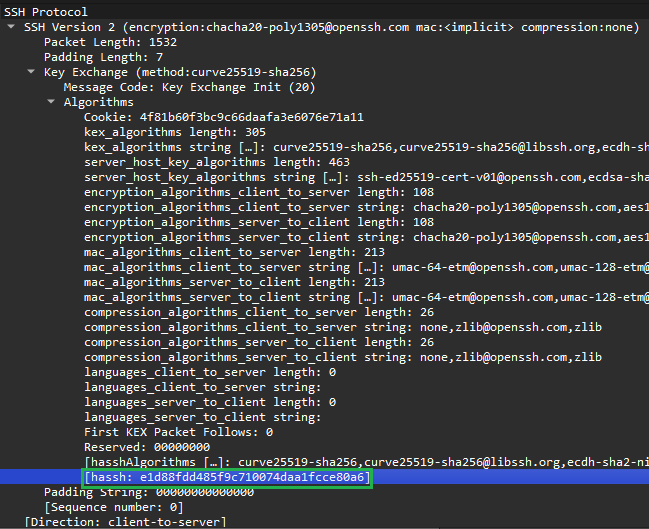 SSH Protocol
SSH Version 2 (encryption:chacha20-poly1305@openssh.com mac:<implicit> compression:none)
Packet Length: 1532
Padding Length: 7
Key Exchange (method:curve25519-sha256)
Message Code: Key Exchange Init (20)
Algorithms
Cookie: 4f81b60f3bc9c66daafa3e6076e71a11
kex_algorithms length: 305
kex_algorithms string […]: curve25519-sha256,curve25519-sha256@libssh.org,ecdh-sh
server_host_key_algorithms length: 463
server_host_key_algorithms string […]: ssh-ed25519-cert-v01@openssh.com,ecdsa-sha
encryption_algorithms_client_to_server length: 108
encryption_algorithms_client_to_server string: chacha20-poly1305@openssh.com,aes1
encryption_algorithms_server_to_client length: 108
encryption_algorithms_server_to_client string: chacha20-poly1305@openssh.com,aes1
mac_algorithms_client_to_server length: 213
mac_algorithms_client_to_server string […]: umac-64-etm@openssh.com,umac-128-etm@
mac_algorithms_server_to_client length: 213
mac_algorithms_server_to_client string […]: umac-64-etm@openssh.com,umac-128-etm@
compression_algorithms_client_to_server length: 26
compression_algorithms_client_to_server string: none,zlib@openssh.com,zlib
compression_algorithms_server_to_client length: 26
compression_algorithms_server_to_client string: none,zlib@openssh.com,zlib
languages_client_to_server length: 0
languages_client_to_server string:
languages_server_to_client length: 0
languages_server_to_client string:
First KEX Packet Follows: 0
Reserved: 00000000
[hasshAlgorithms […]: curve25519-sha256,curve25519-sha256@libssh.org,ecdh-sha2-ni
[hassh: e1d88fdd485f9c710074daa1fcce80a6]
Padding String: 00000000000000
[Sequence number: 0]
[Direction: client-to-server]